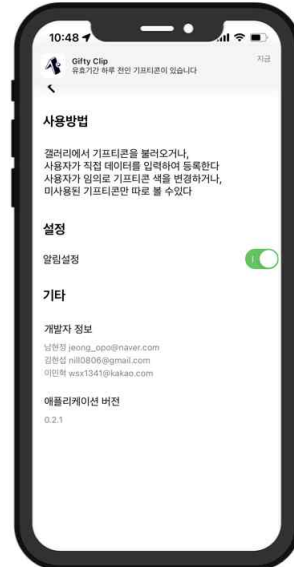 10:48
Gifty Clip
지금
유효기간 하루 전인 기프티콘이 있습니다
사용방법
갤러리에서 기프티콘을 불러오거나,
사용자가 직접 데이터를 입력하여 등록한다
사용자가 임의로 기프티콘 색을 변경하거나,
미사용된 기프티콘만 따로 볼 수있다
설정
알림설정
기타
개발자 정보
남현정 jeong_opo@naver.com
김현섭 nill0806@gmail.com
이민혁 wsx1341@kakao.com
애플리케이션 버전
0.2.1